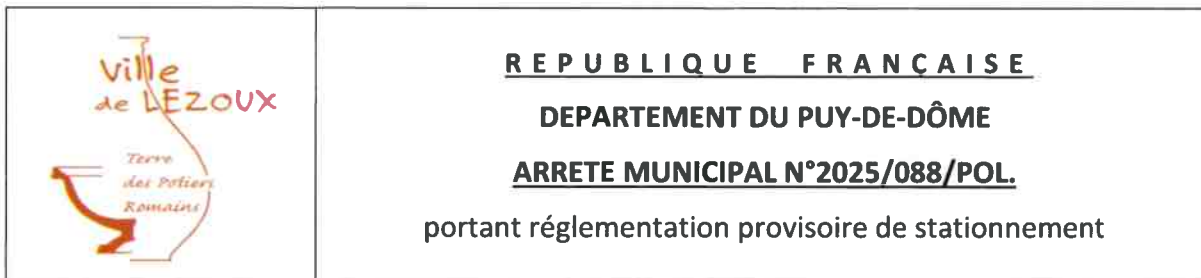 Ville
de LEZOUX
Terre
des Potiers
Romains
REPUBLIQUE FRANÇAISE
DEPARTEMENT DU PUY-DE-DÔME
ARRETE MUNICIPAL N°2025/088/POL.
portant réglementation provisoire de stationnement